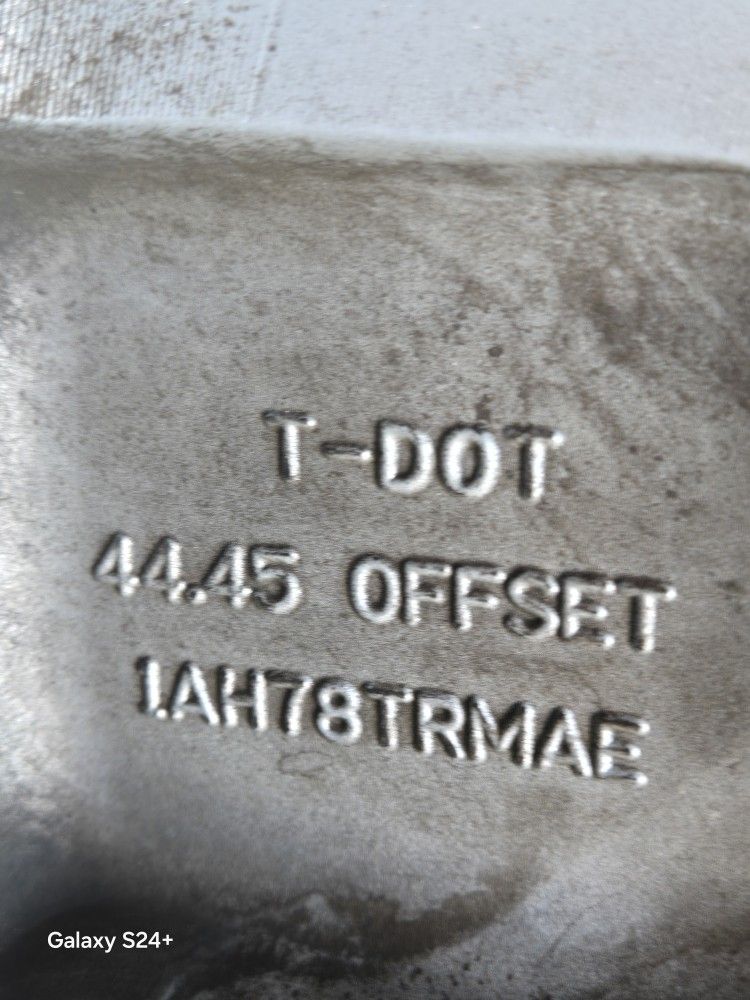 T-DOT
44.45 OFFSET
1AH78TRMAE
Galaxy S24+